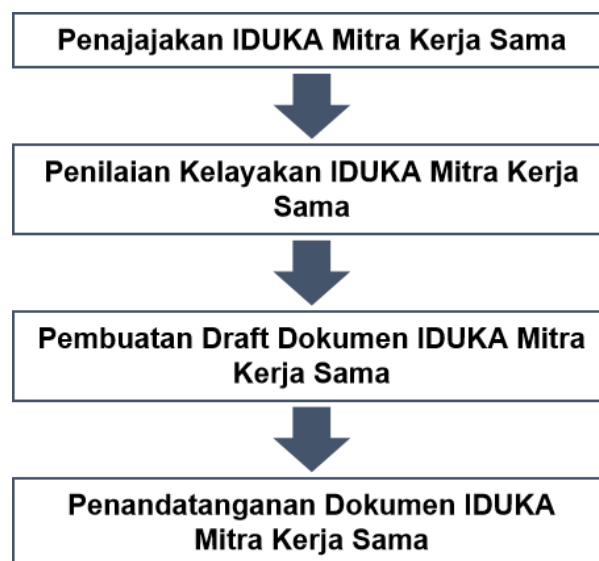 Penajajakan IDUKA Mitra Kerja Sama
Penilaian Kelayakan IDUKA Mitra Kerja
Sama
Pembuatan Draft Dokumen IDUKA Mitra
Kerja Sama
Penandatanganan Dokumen IDUKA
Mitra Kerja Sama